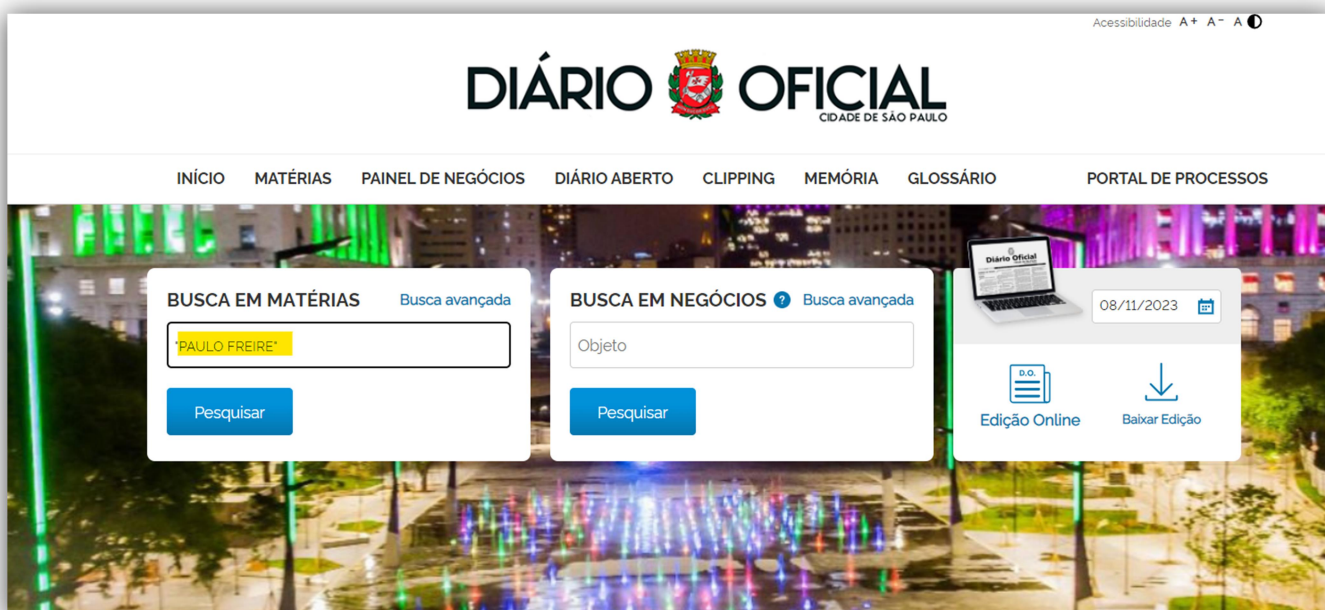 Acessibilidade A+ A- A
DIÁRIO OFICIAL
CIDADE DE SÃO PAULO
INÍCIO MATÉRIAS PAINEL DE NEGÓCIOS DIÁRIO ABERTO CLIPPING MEMÓRIA GLOSSÁRIO PORTAL DE PROCESSOS
BUSCA EM MATÉRIAS Busca avançada
"PAULO FREIRE"
Pesquisar
BUSCA EM NEGÓCIOS ? Busca avançada
Objeto
Pesquisar
Diário Oficial
08/11/2023
D.O.
Edição Online
Baixar Edição